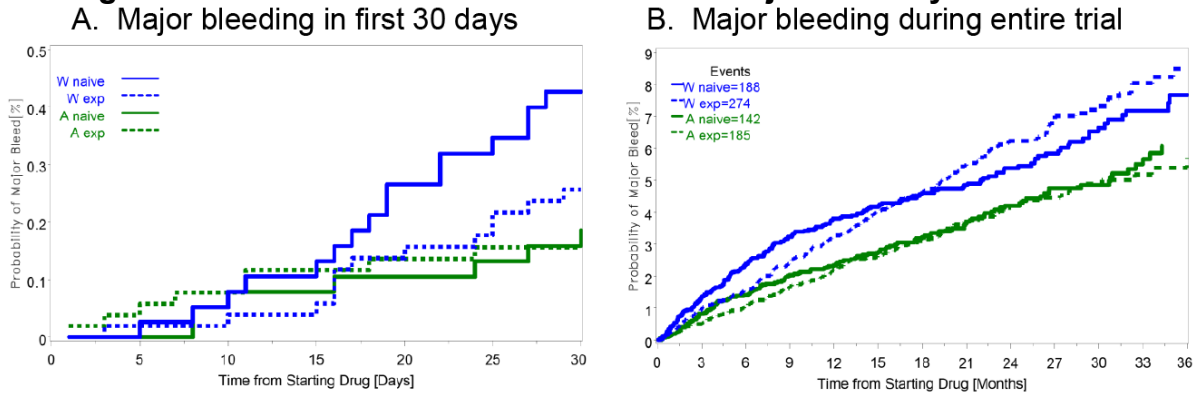 A. Major bleeding in first 30 days
Probability of Major Bleed[%]
0.5
0.4
0.3
0.2
0.1
0
W naive
W exp
A naive
A exp
0 5 10 15 20 25 30
Time from Starting Drug [Days]
B. Major bleeding during entire trial
Probability of Major Bleed[%]
9
8
7
6
5
4
3
2
1
0
Events
W naive=188
W exp=274
A naive=142
A exp=185
0 3 6 9 12 15 18 21 24 27 30 33 36
Time from Starting Drug [Months]